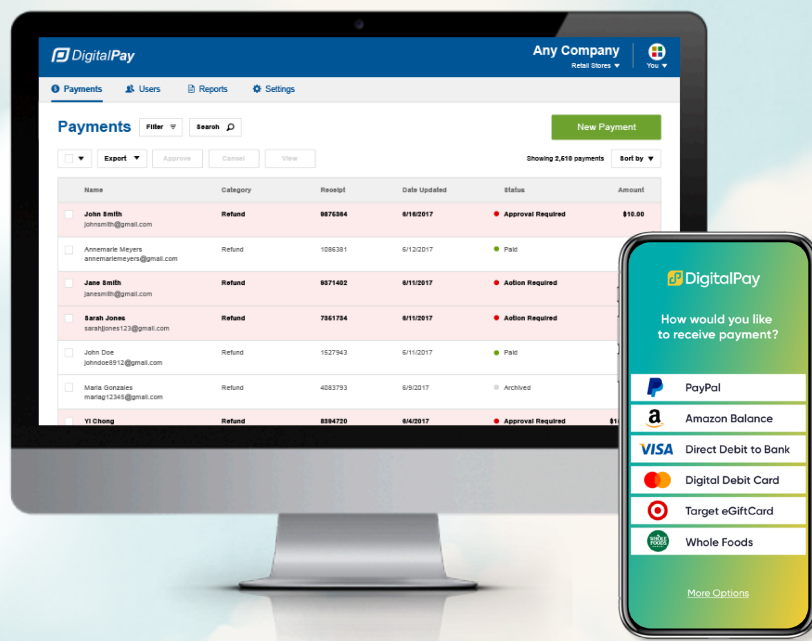 DigitalPay
Any Company
Retail Stores
You
Payments
Users
Reports
Settings
Payments
Filter
Search
New Payment
Export
Approve
Cancel
View
Showing 2,610 payments
Sort by
Name Category Receipt Date Updated Status Amount
John Smith Refund 9876364 6/16/2017 Approval Required $10.00
johnsmith@gmail.com
Annemarie Meyers Refund 1086381 6/12/2017 Paid
annemariemeyers@gmail.com
Jane Smith Refund 9371402 6/11/2017 Action Required
janesmith@gmail.com
Sarah Jones Refund 7361734 6/11/2017 Action Required
sarahjjones123@gmail.com
John Doe Refund 1627943 6/11/2017 Paid
johndoe8912@gmail.com
Maria Gonzales Refund 4083793 6/9/2017 Archived
mariag12345@gmail.com
Yi Chong Refund 8394720 6/4/2017 Approval Required
DigitalPay
How would you like
to receive payment?
PayPal
a Amazon Balance
VISA Direct Debit to Bank
Digital Debit Card
Target eGiftCard
WHOLE FOODS Whole Foods
More Options